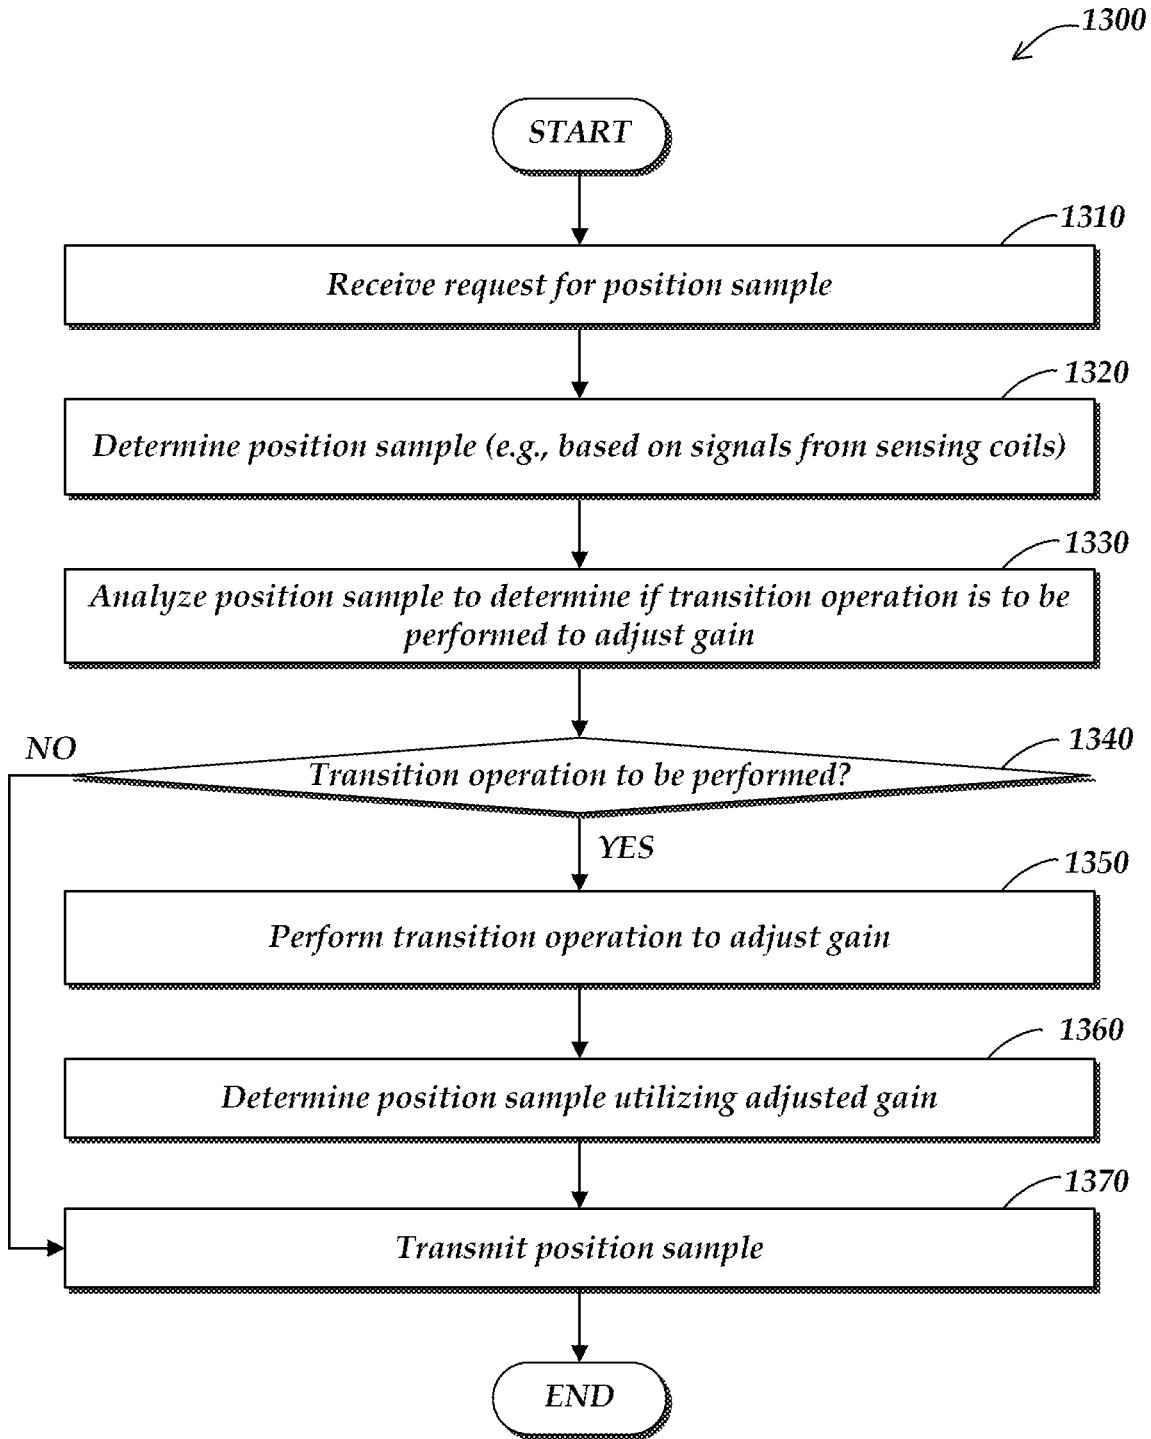 1300
START
1310
Receive request for position sample
1320
Determine position sample (e.g., based on signals from sensing coils)
1330
Analyze position sample to determine if transition operation is to be
performed to adjust gain
NO
1340
Transition operation to be performed?
YES
1350
Perform transition operation to adjust gain
1360
Determine position sample utilizing adjusted gain
1370
Transmit position sample
END